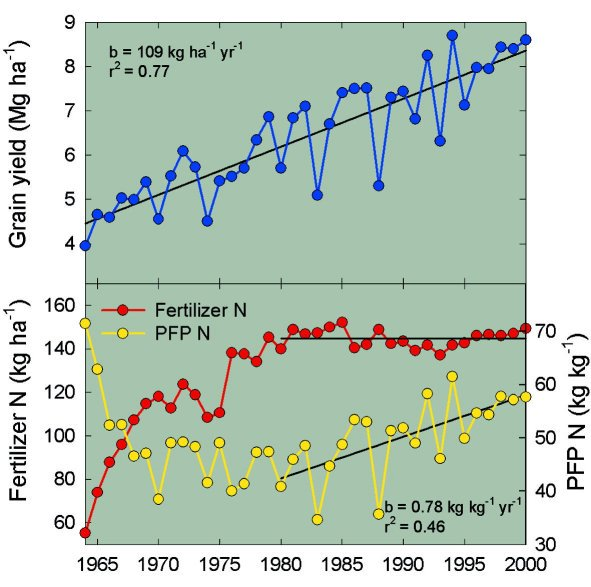 9
b = 109 kg ha⁻¹ yr⁻¹
r² = 0.77
8
7
6
5
4
Grain yield (Mg ha⁻¹)
160
Fertilizer N
PFP N
140
120
100
80
60
Fertilizer N (kg ha⁻¹)
70
60
50
40
30
PFP N (kg kg⁻¹)
b = 0.78 kg kg⁻¹ yr⁻¹
r² = 0.46
1965 1970 1975 1980 1985 1990 1995 2000